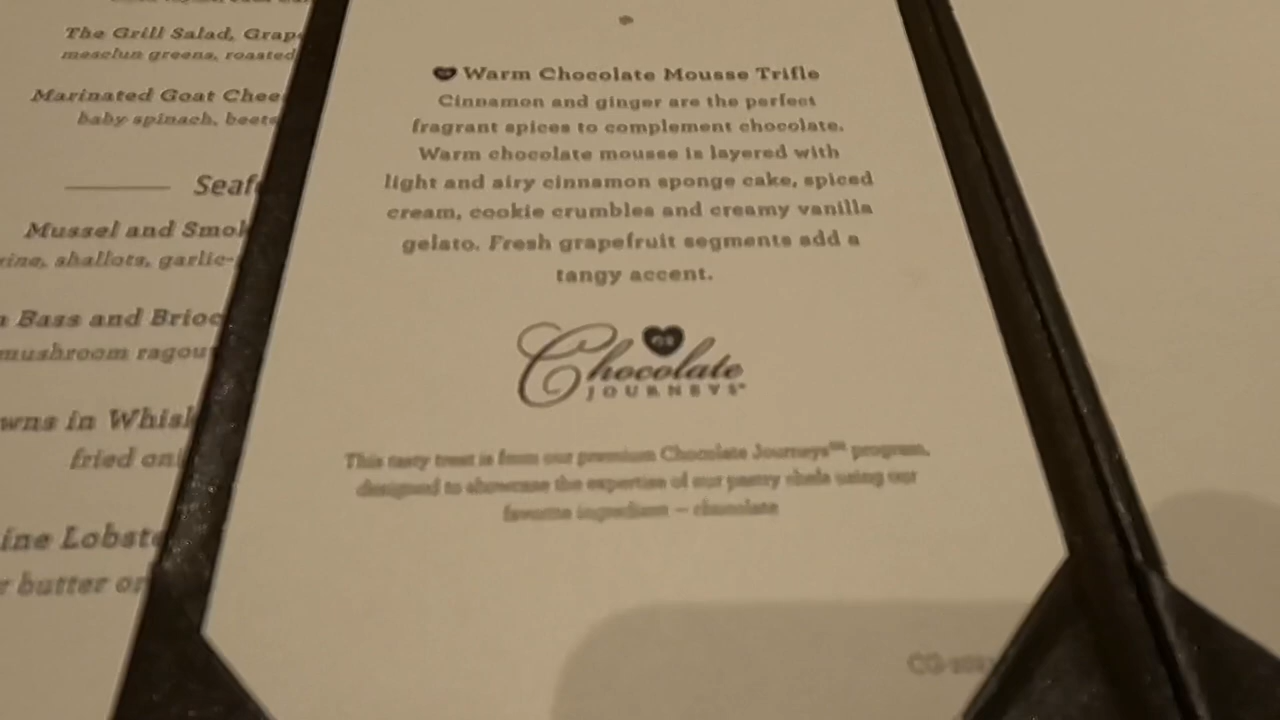 The Grill Salad, Grap
mesclun greens, roasted
Marinated Goat Chee
baby spinach, beets
Seaf
Mussel and Smok
wine, shallots, garlic-
Bass and Brioc
mushroom ragou
wns in Whisk
fried oni
ine Lobste
r butter or
Warm Chocolate Mousse Trifle
Cinnamon and ginger are the perfect
fragrant spices to complement chocolate.
Warm chocolate mousse is layered with
light and airy cinnamon sponge cake, spiced
cream, cookie crumbles and creamy vanilla
gelato. Fresh grapefruit segments add a
tangy accent.
Chocolate
JOURNEYS
This tasty treat is from our premium Chocolate Journeys℠ program,
designed to showcase the expertise of our pastry chefs using our
favorite ingredient – chocolate